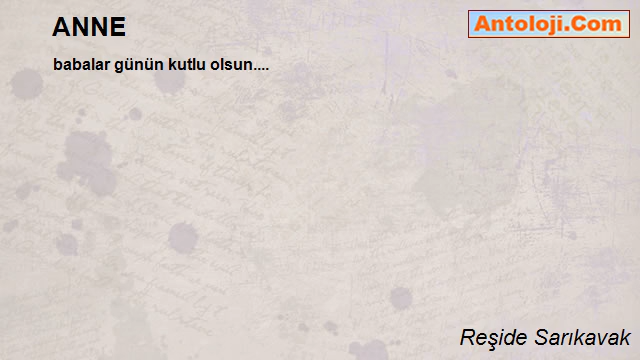 ANNE
Antoloji.Com
babalar günün kutlu olsun....
Reşide Sarıkavak